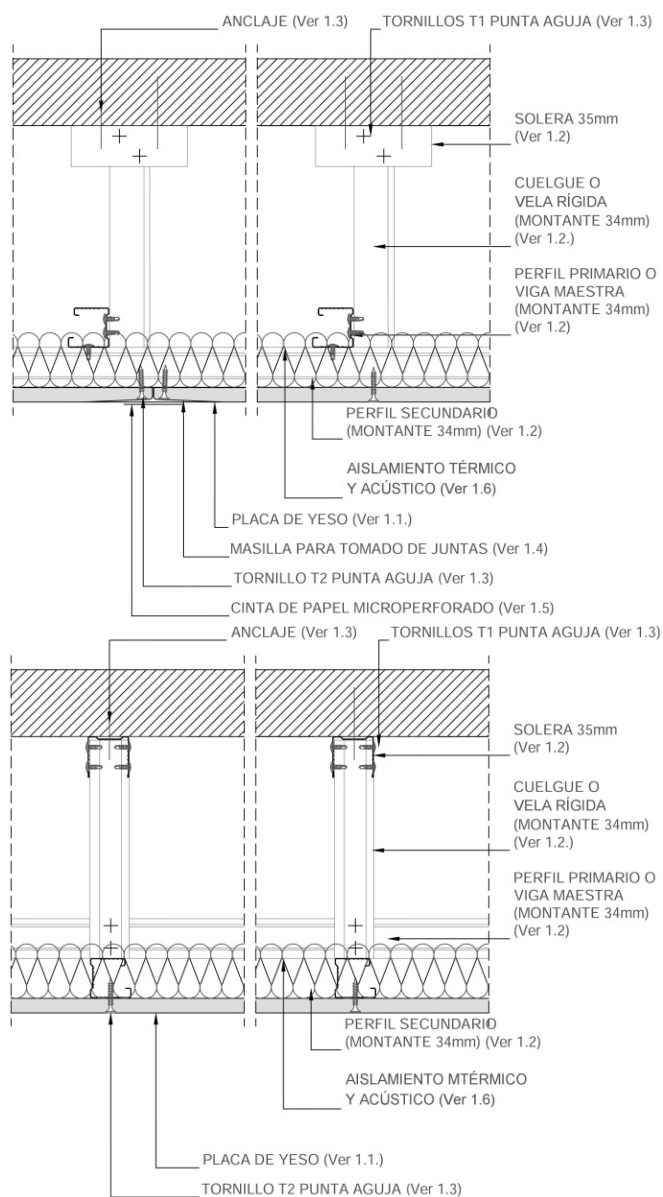 ANCLAJE (Ver 1.3)
TORNILLOS T1 PUNTA AGUJA (Ver 1.3)
SOLERA 35mm
(Ver 1.2)
CUELGUE O
VELA RÍGIDA
(MONTANTE 34mm)
(Ver 1.2.)
PERFIL PRIMARIO O
VIGA MAESTRA
(MONTANTE 34mm)
(Ver 1.2)
PERFIL SECUNDARIO
(MONTANTE 34mm) (Ver 1.2)
AISLAMIENTO TÉRMICO
Y ACÚSTICO (Ver 1.6)
PLACA DE YESO (Ver 1.1.)
MASILLA PARA TOMADO DE JUNTAS (Ver 1.4)
TORNILLO T2 PUNTA AGUJA (Ver 1.3)
CINTA DE PAPEL MICROPERFORADO (Ver 1.5)
ANCLAJE (Ver 1.3)
TORNILLOS T1 PUNTA AGUJA (Ver 1.3)
SOLERA 35mm
(Ver 1.2)
CUELGUE O
VELA RÍGIDA
(MONTANTE 34mm)
(Ver 1.2.)
PERFIL PRIMARIO O
VIGA MAESTRA
(MONTANTE 34mm)
(Ver 1.2)
PERFIL SECUNDARIO
(MONTANTE 34mm) (Ver 1.2)
AISLAMIENTO MTÉRMICO
Y ACÚSTICO (Ver 1.6)
PLACA DE YESO (Ver 1.1.)
TORNILLO T2 PUNTA AGUJA (Ver 1.3)